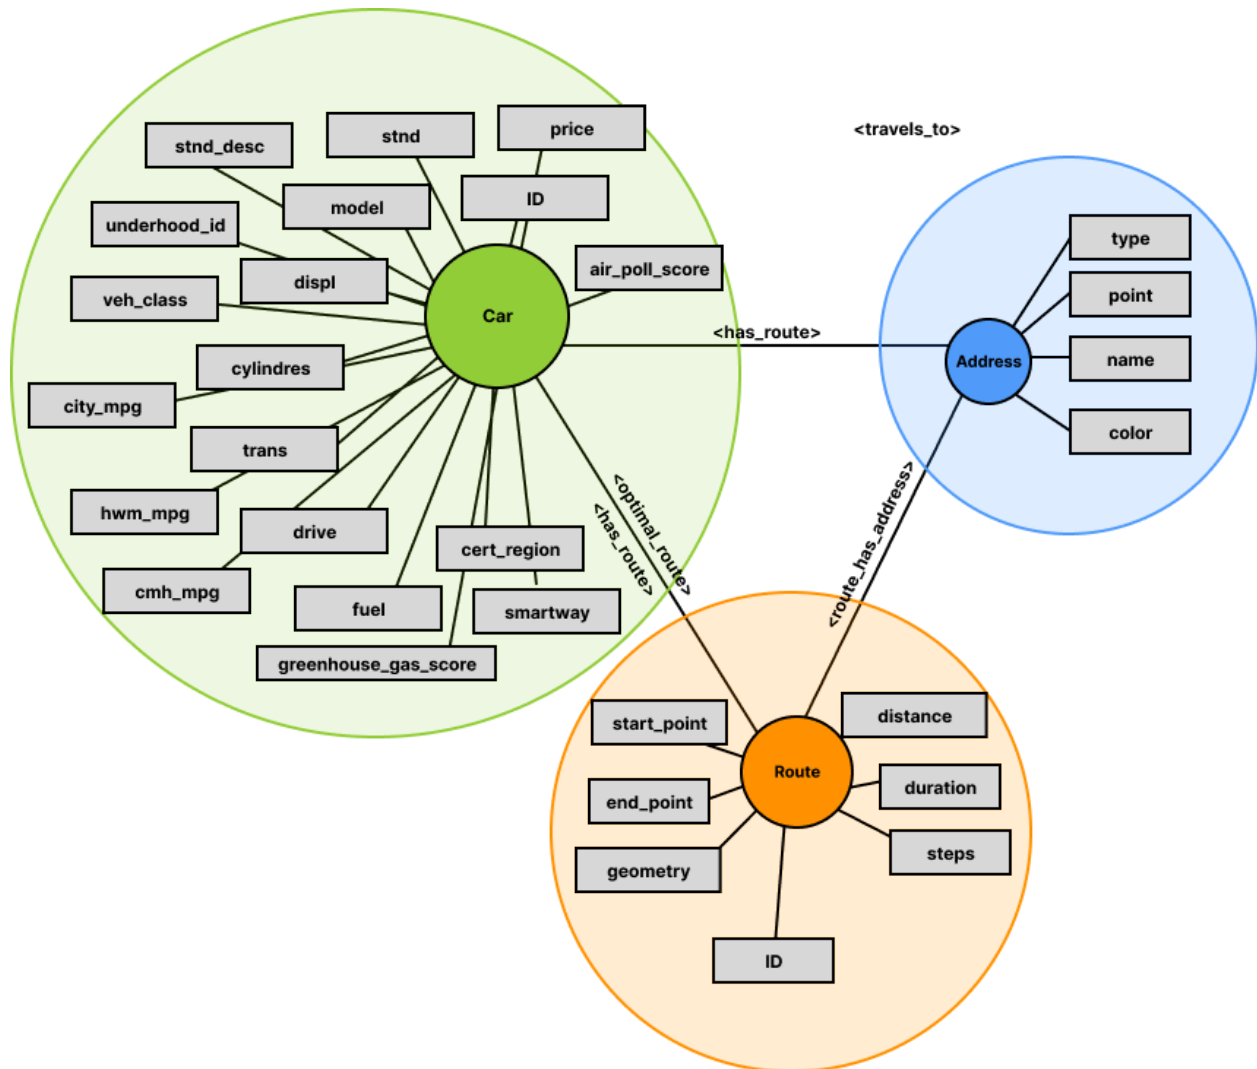 price
stnd
<travels_to>
stnd_desc
ID
model
underhood_id
type
air_poll_score
displ
point
veh_class
Car
<has_route>
name
Address
cylindres
city_mpg
color
trans
<optimal_route>
<has_route>
hwm_mpg
drive
cert_region
<route_has_address>
cmh_mpg
fuel
smartway
greenhouse_gas_score
distance
start_point
Route
duration
end_point
steps
geometry
ID